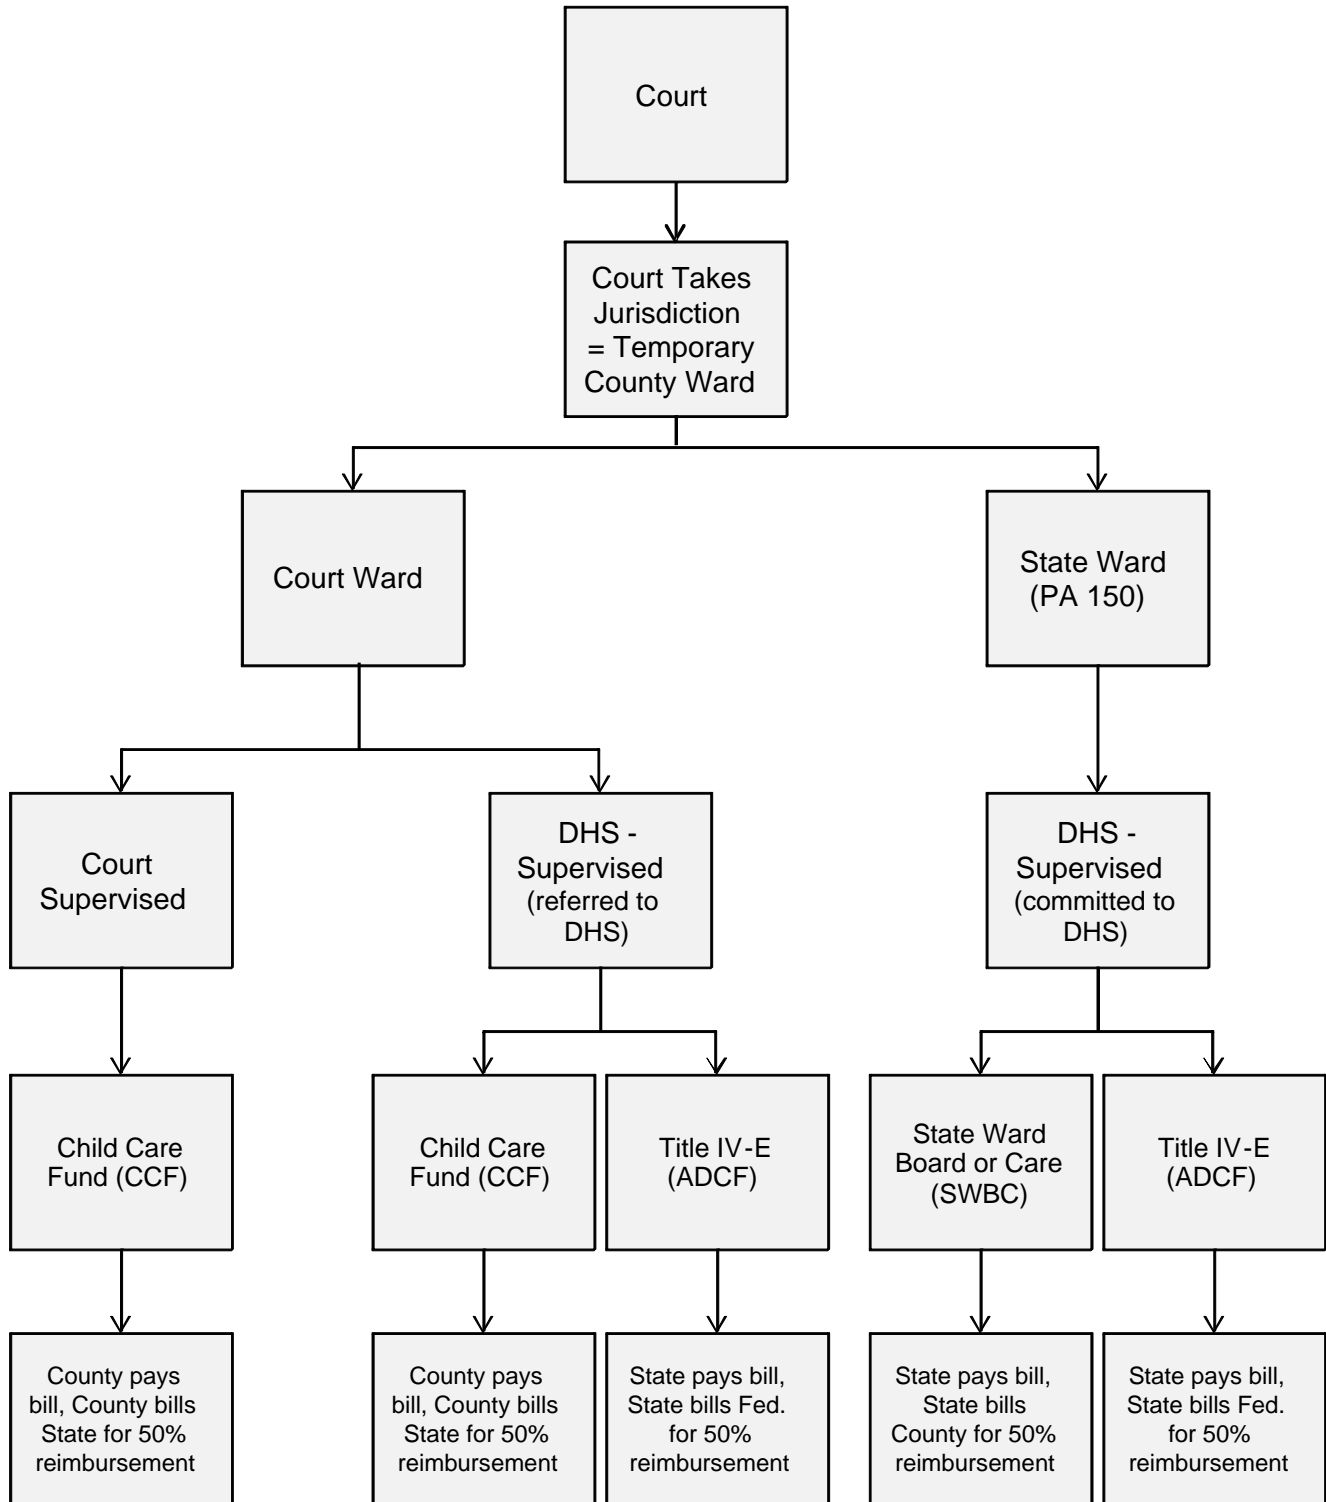 Court
Court Takes
Jurisdiction
= Temporary
County Ward
Court Ward
State Ward
(PA 150)
Court
Supervised
DHS -
Supervised
(referred to
DHS)
DHS -
Supervised
(committed to
DHS)
Child Care
Fund (CCF)
Child Care
Fund (CCF)
Title IV-E
(ADCF)
State Ward
Board or Care
(SWBC)
Title IV-E
(ADCF)
County pays
bill, County bills
State for 50%
reimbursement
County pays
bill, County bills
State for 50%
reimbursement
State pays bill,
State bills Fed.
for 50%
reimbursement
State pays bill,
State bills
County for 50%
reimbursement
State pays bill,
State bills Fed.
for 50%
reimbursement